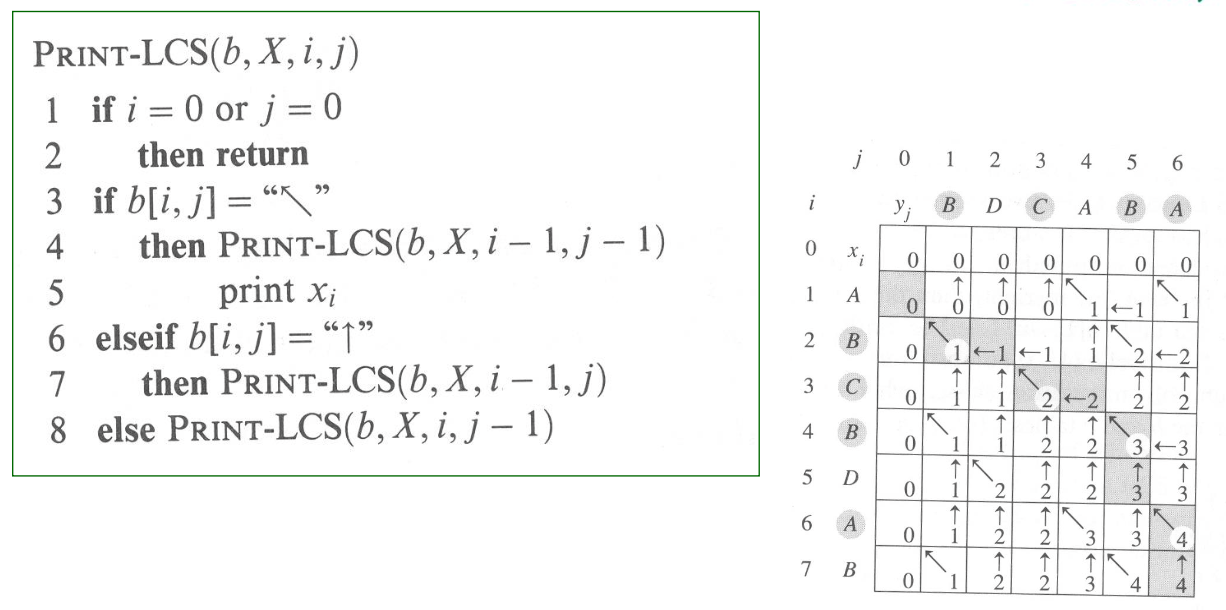 PRINT-LCS(b, X, i, j)
1 if i = 0 or j = 0
2 then return
3 if b[i, j] = “↖”
4 then PRINT-LCS(b, X, i − 1, j − 1)
5 print xi
6 elseif b[i, j] = “↑”
7 then PRINT-LCS(b, X, i − 1, j)
8 else PRINT-LCS(b, X, i, j − 1)
j 0 1 2 3 4 5 6
i yj B D C A B A
0 xi 0 0 0 0 0 0 0
1 A 0 ↑0 ↑0 ↑0 ↖1 ←1 ↖1
2 B 0 ↖1 ←1 ←1 ↑1 ↖2 ←2
3 C 0 ↑1 ↑1 ↖2 ←2 ↑2 ↑2
4 B 0 ↖1 ↑1 ↑2 ↑2 ↖3 ←3
5 D 0 ↑1 ↖2 ↑2 ↑2 ↑3 ↑3
6 A 0 ↑1 ↑2 ↑2 ↖3 ↑3 ↖4
7 B 0 ↖1 ↑2 ↑2 ↑3 ↖4 ↑4